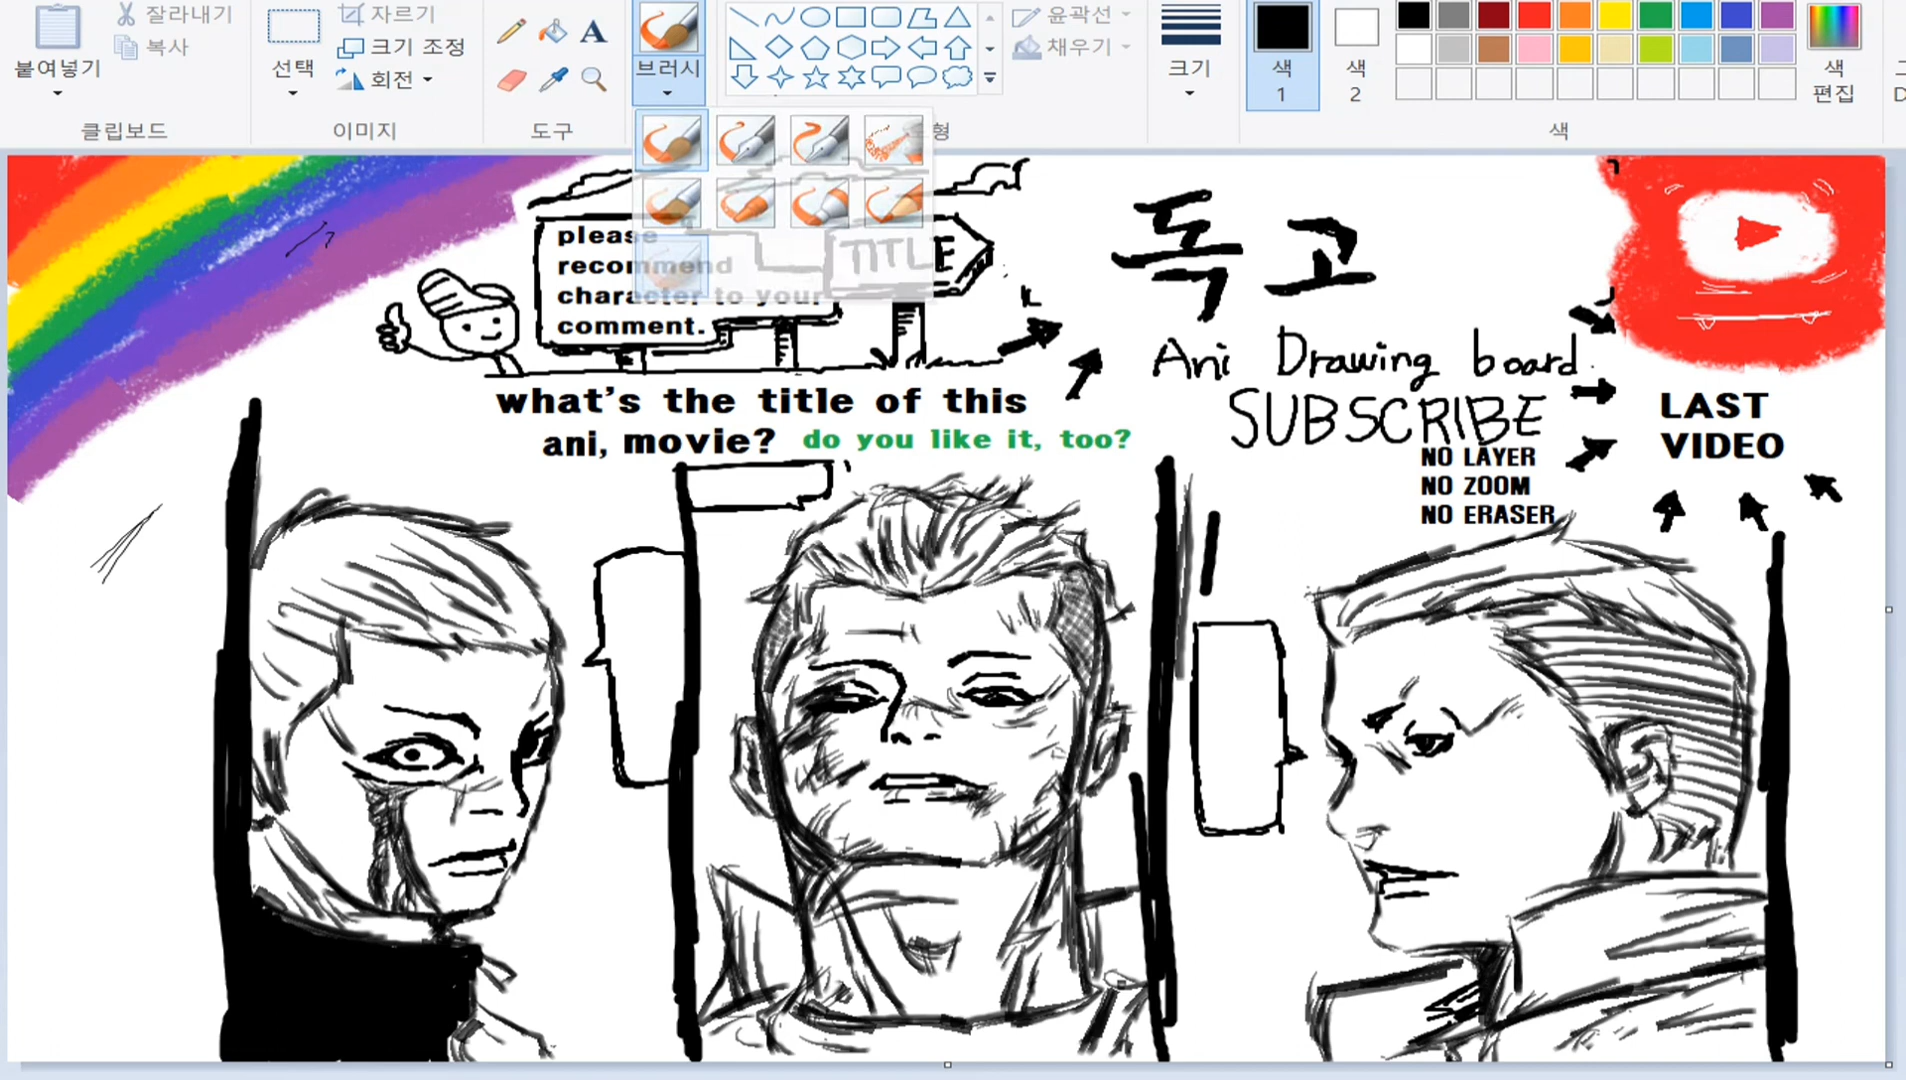 잘라내기
복사
붙여넣기
클립보드
자르기
크기 조정
회전
선택
이미지
A
도구
브러시
형
윤곽선
채우기
크기
색
1
색
2
색
편집
색
please
recommend
character to your
comment.
TITL
E
독고
Ani Drawing board
SUBSCRIBE
NO LAYER
NO ZOOM
NO ERASER
LAST
VIDEO
what's the title of this
ani, movie? do you like it, too?